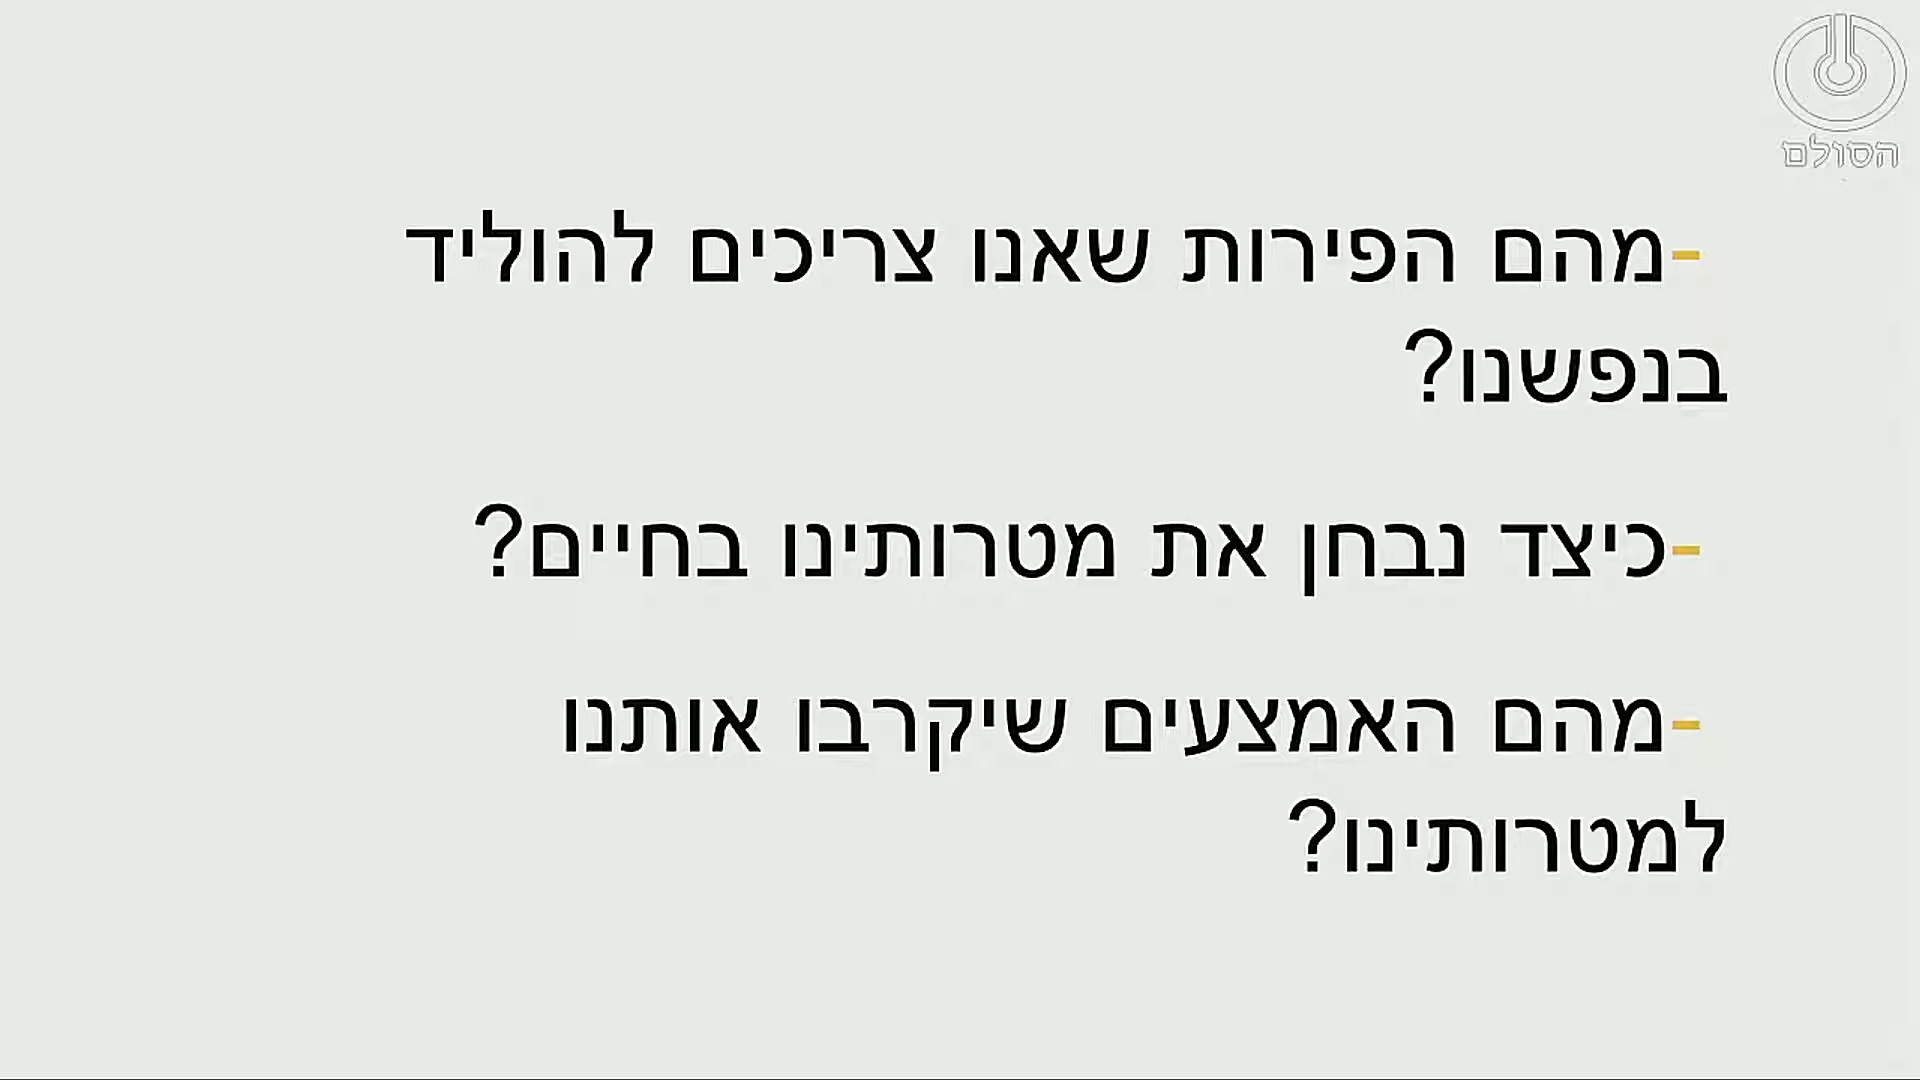 הסולם
-מהם הפירות שאנו צריכים להוליד
בנפשנו?
-כיצד נבחן את מטרותינו בחיים?
-מהם האמצעים שיקרבו אותנו
למטרותינו?